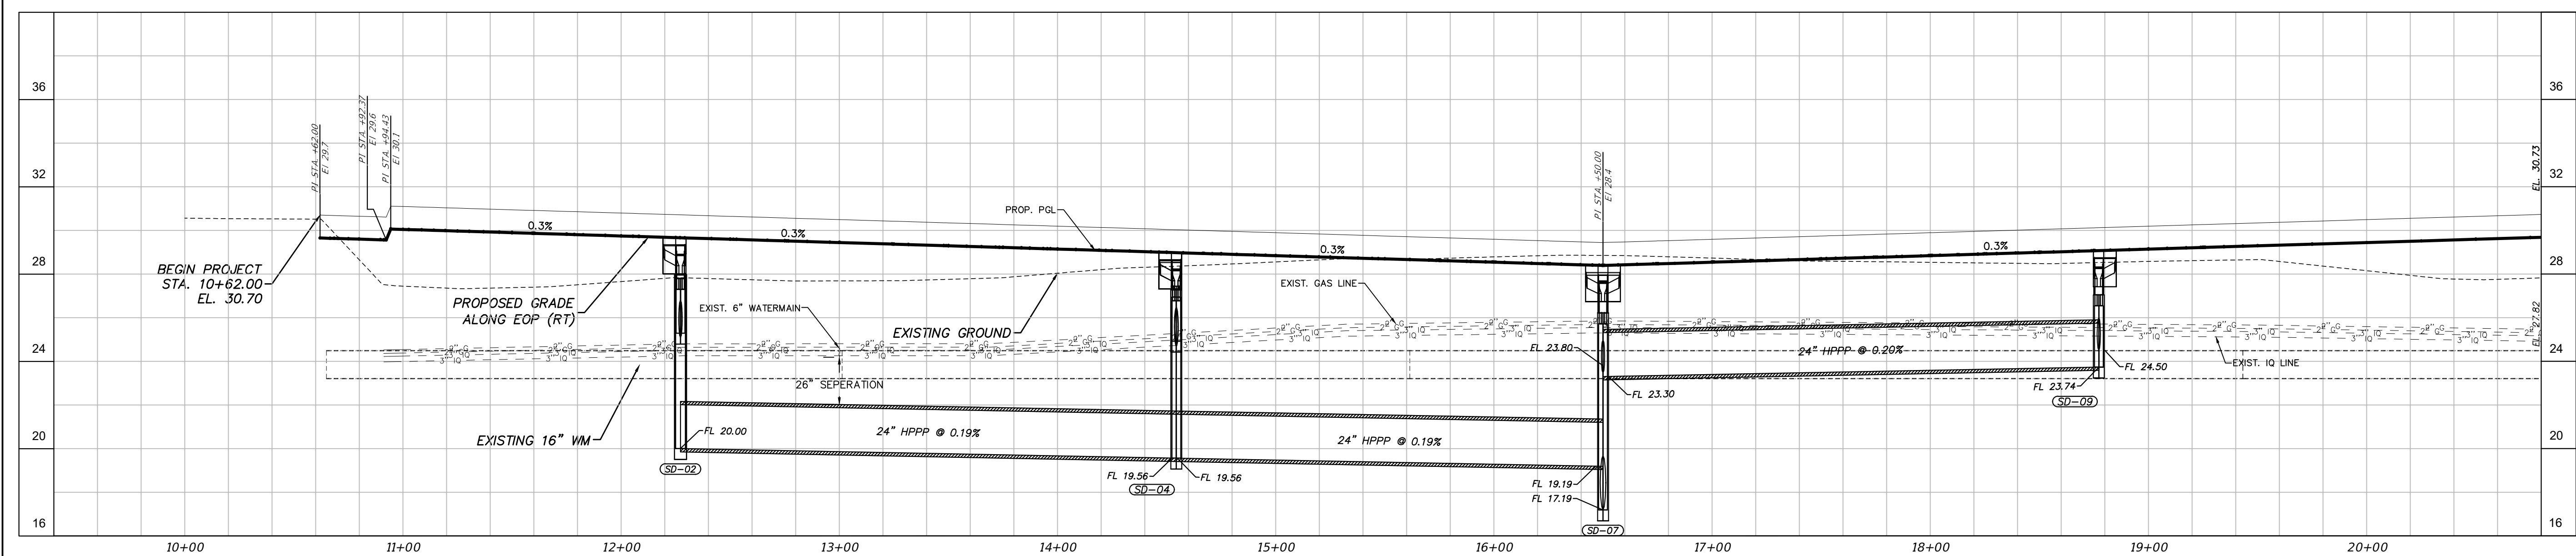 36
36
32
32
28
28
24
24
20
20
16
16
PI STA. +62.00
El 29.7
PI STA. +92.37
El 29.6
PI STA. +94.43
El 30.1
PI STA. +50.00
El 28.4
EL. 30.73
EL. 27.82
PROP. PGL
0.3%
0.3%
0.3%
0.3%
BEGIN PROJECT
STA. 10+62.00
EL. 30.70
PROPOSED GRADE
ALONG EOP (RT)
EXIST. 6" WATERMAIN
EXISTING GROUND
EXIST. GAS LINE
26" SEPERATION
EXISTING 16" WM
FL 20.00
SD-02
24" HPPP @ 0.19%
FL 19.56
FL 19.56
SD-04
24" HPPP @ 0.19%
FL 23.80
FL 23.30
FL 19.19
FL 17.19
SD-07
24" HPPP @ 0.20%
FL 23.74
FL 24.50
SD-09
EXIST. IQ LINE
10+00
11+00
12+00
13+00
14+00
15+00
16+00
17+00
18+00
19+00
20+00